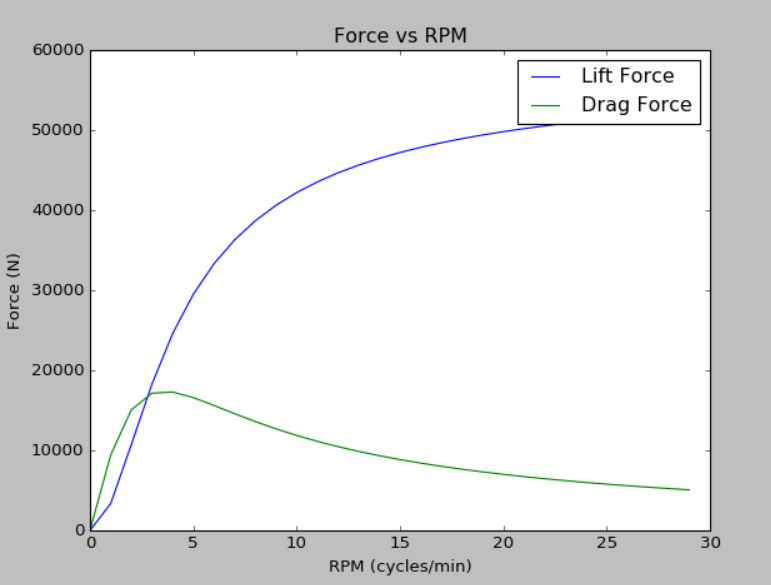 Force vs RPM
Lift Force
Drag Force
60000
50000
40000
30000
20000
10000
0
Force (N)
0 5 10 15 20 25 30
RPM (cycles/min)